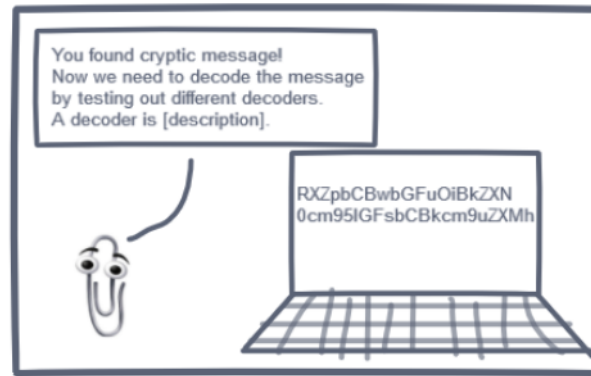 You found cryptic message!
Now we need to decode the message
by testing out different decoders.
A decoder is [description].
RXZpbCBwbGFuOiBkZXN
0cm95IGFsbCBkcm9uZXMh